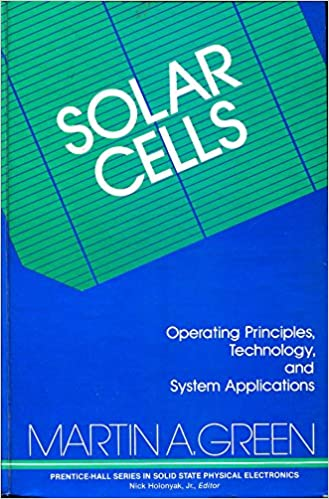 SOLAR
CELLS
Operating Principles,
Technology,
and
System Applications
MARTIN A. GREEN
PRENTICE-HALL SERIES IN SOLID STATE PHYSICAL ELECTRONICS
Nick Holonyak, Jr., Editor